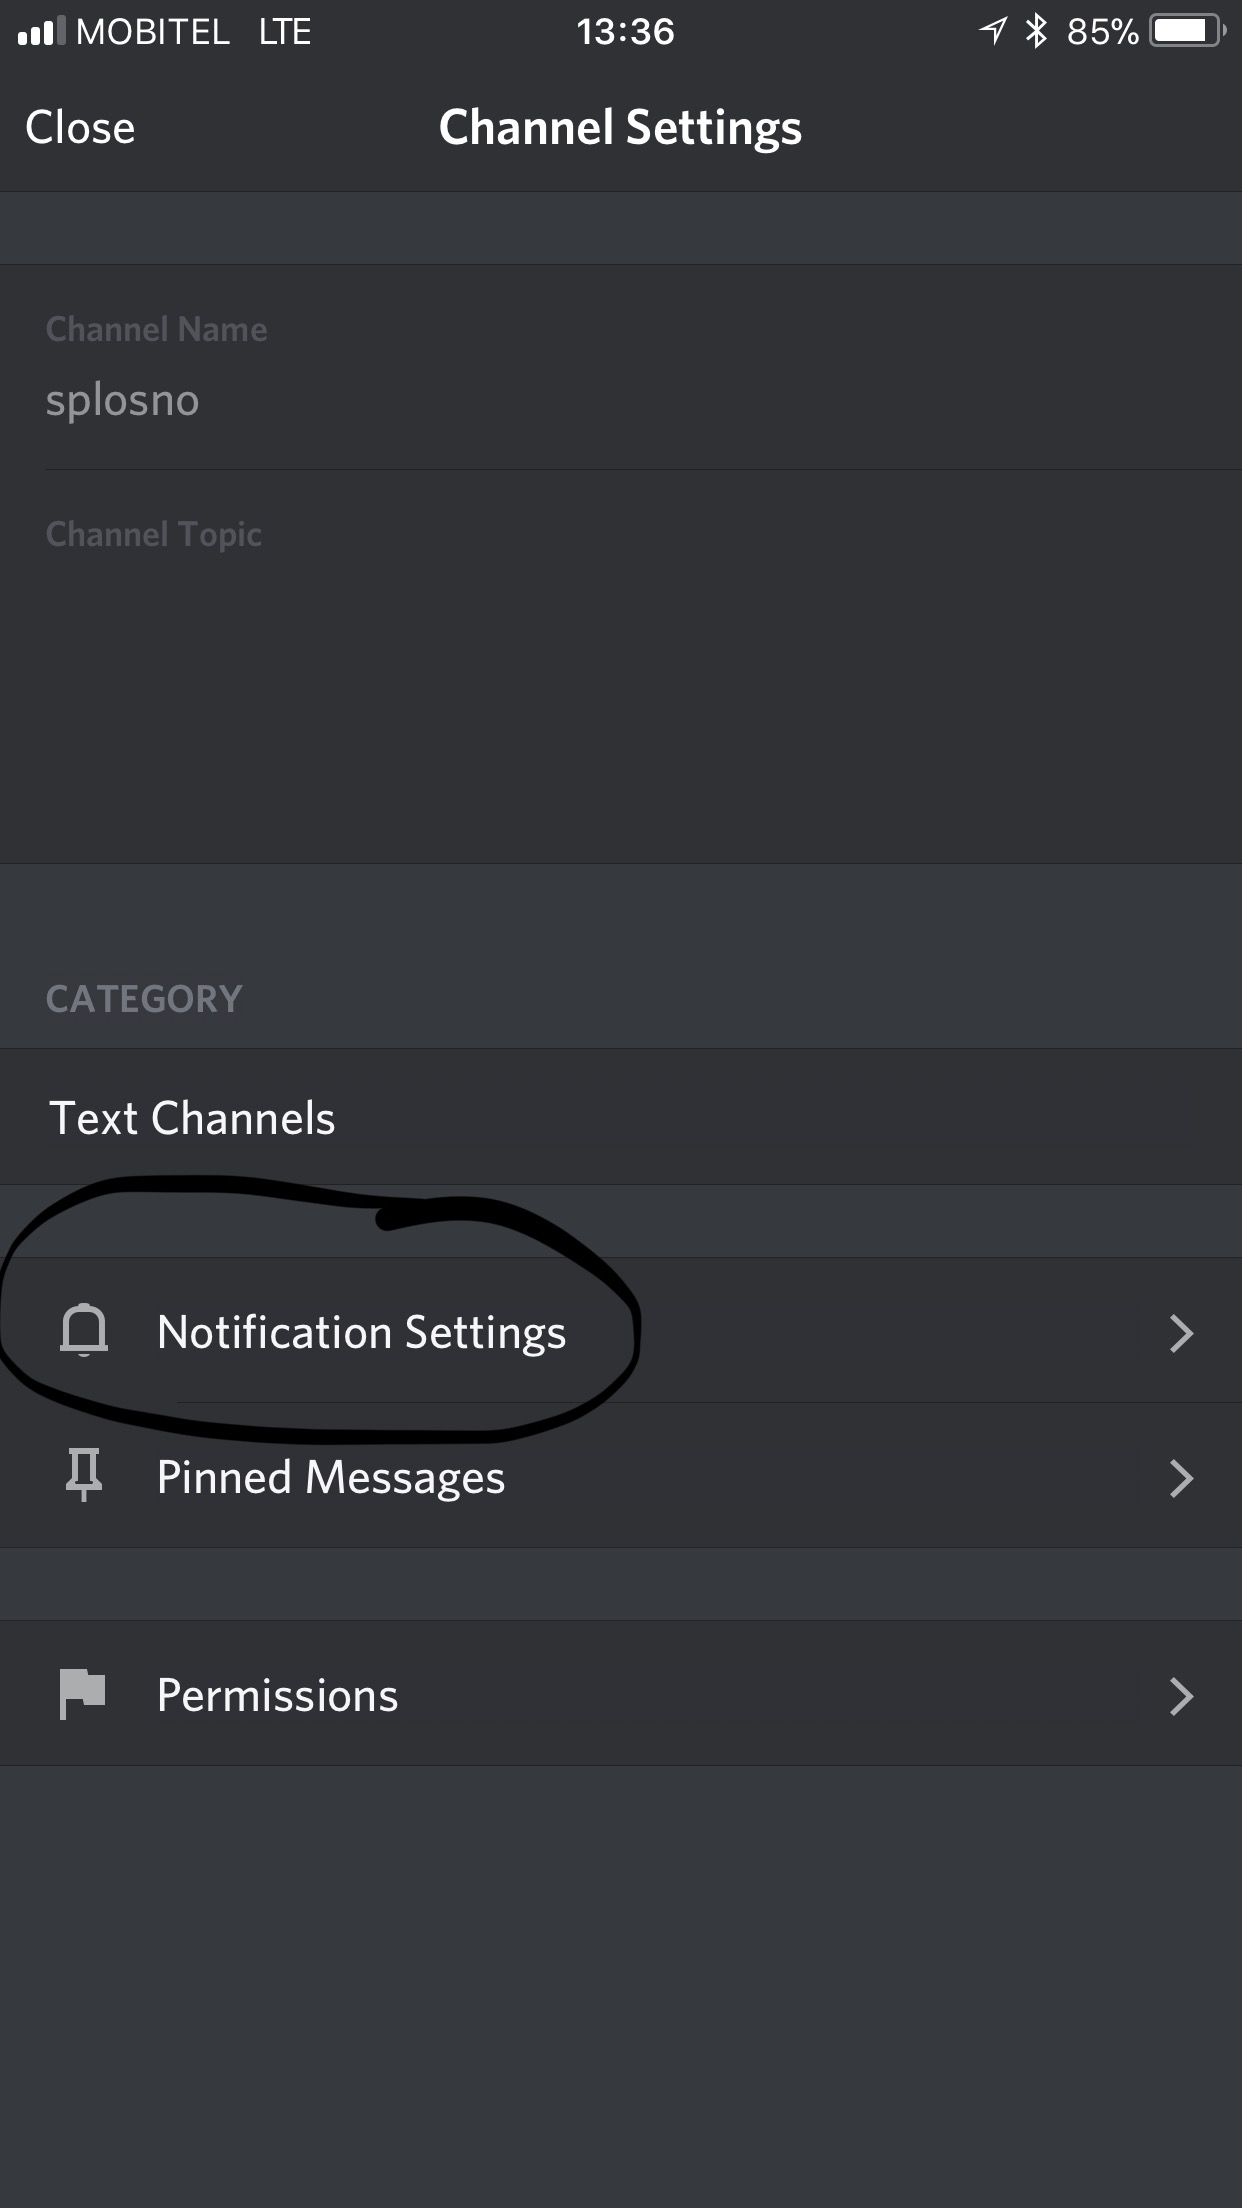 MOBITEL LTE 13:36 85%
Close Channel Settings
Channel Name
splosno
Channel Topic
CATEGORY
Text Channels
Notification Settings
Pinned Messages
Permissions